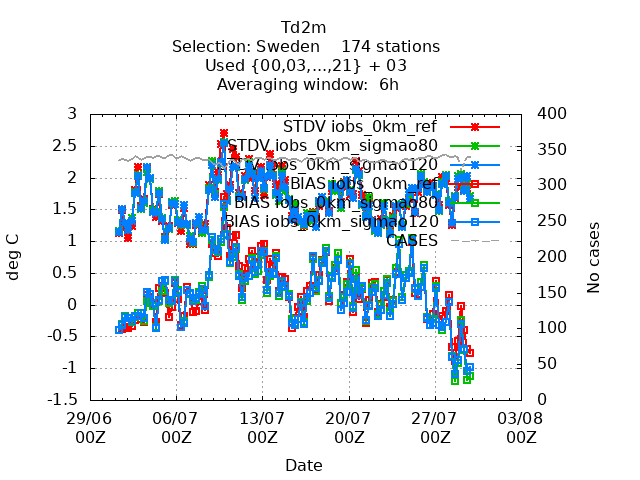 Td2m
Selection: Sweden    174 stations
Used {00,03,...,21} + 03
Averaging window:  6h
STDV iobs_0km_ref
STDV iobs_0km_sigmao80
STDV iobs_0km_sigmao120
BIAS iobs_0km_ref
BIAS iobs_0km_sigmao80
BIAS iobs_0km_sigmao120
CASES
3
2.5
2
1.5
1
0.5
0
-0.5
-1
-1.5
deg C
400
350
300
250
200
150
100
50
0
No cases
29/06 06/07 13/07 20/07 27/07 03/08
00Z 00Z 00Z 00Z 00Z 00Z
Date